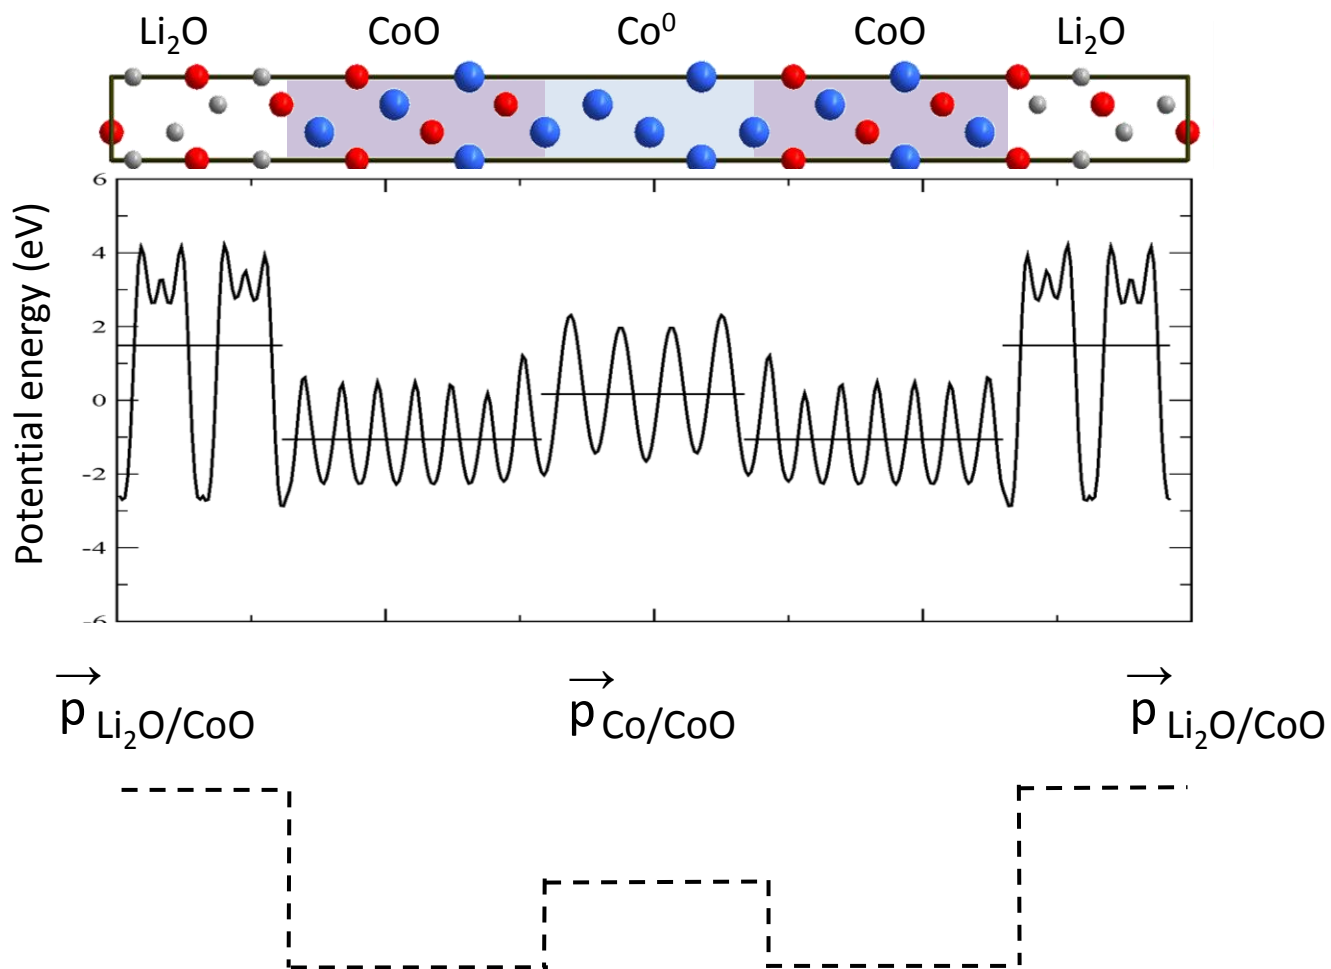 Li₂O CoO Co⁰ CoO Li₂O
Potential energy (eV)
6
4
2
0
-2
-4
-6
p⃗ Li₂O/CoO p⃗ Co/CoO p⃗ Li₂O/CoO